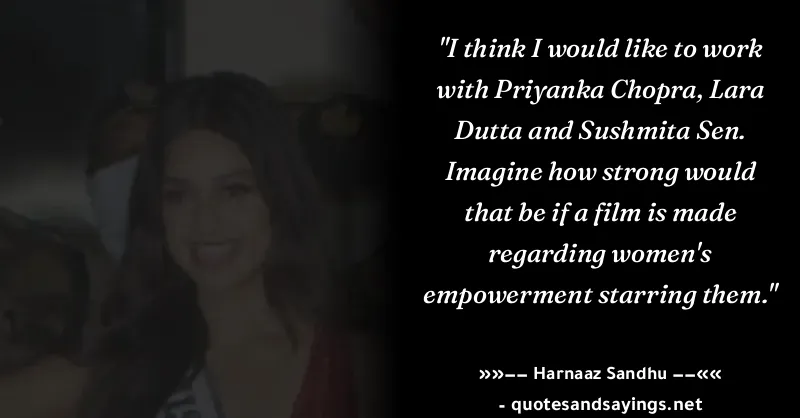 "I think I would like to work
with Priyanka Chopra, Lara
Dutta and Sushmita Sen.
Imagine how strong would
that be if a film is made
regarding women's
empowerment starring them."
»»−− Harnaaz Sandhu −−««
- quotesandsayings.net